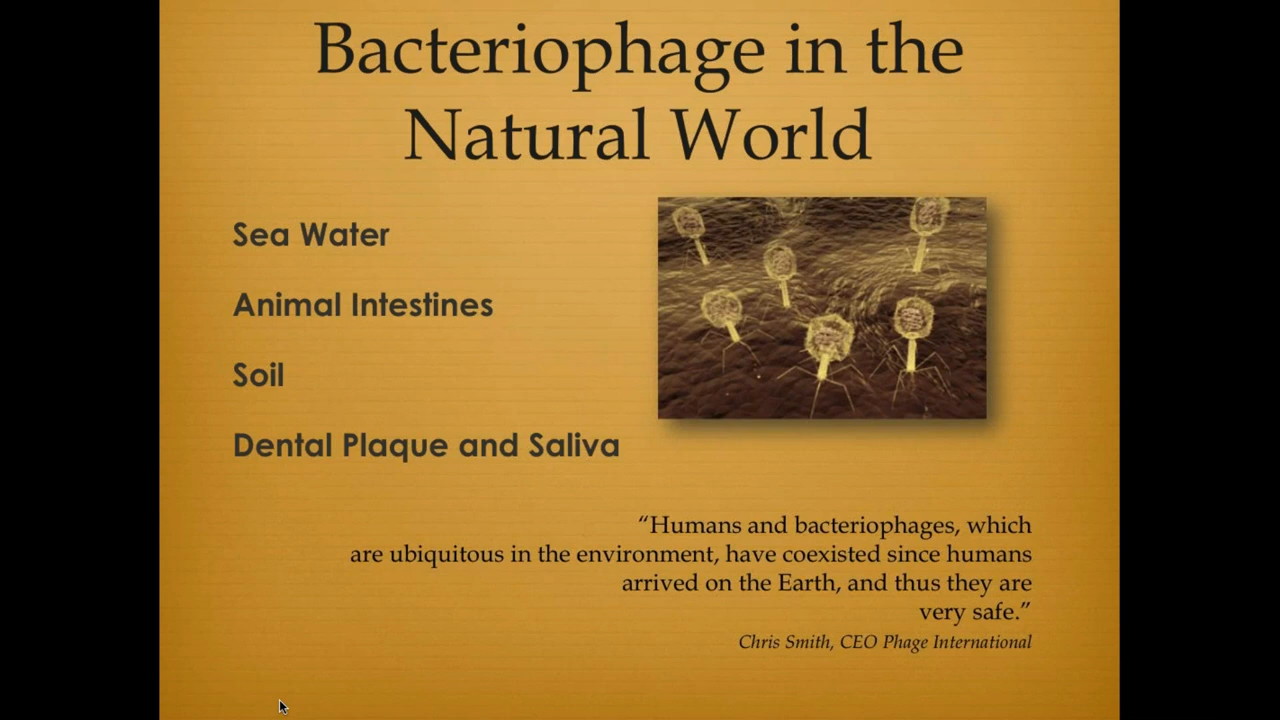 Bacteriophage in the
Natural World
Sea Water
Animal Intestines
Soil
Dental Plaque and Saliva
“Humans and bacteriophages, which
are ubiquitous in the environment, have coexisted since humans
arrived on the Earth, and thus they are
very safe.”
Chris Smith, CEO Phage International